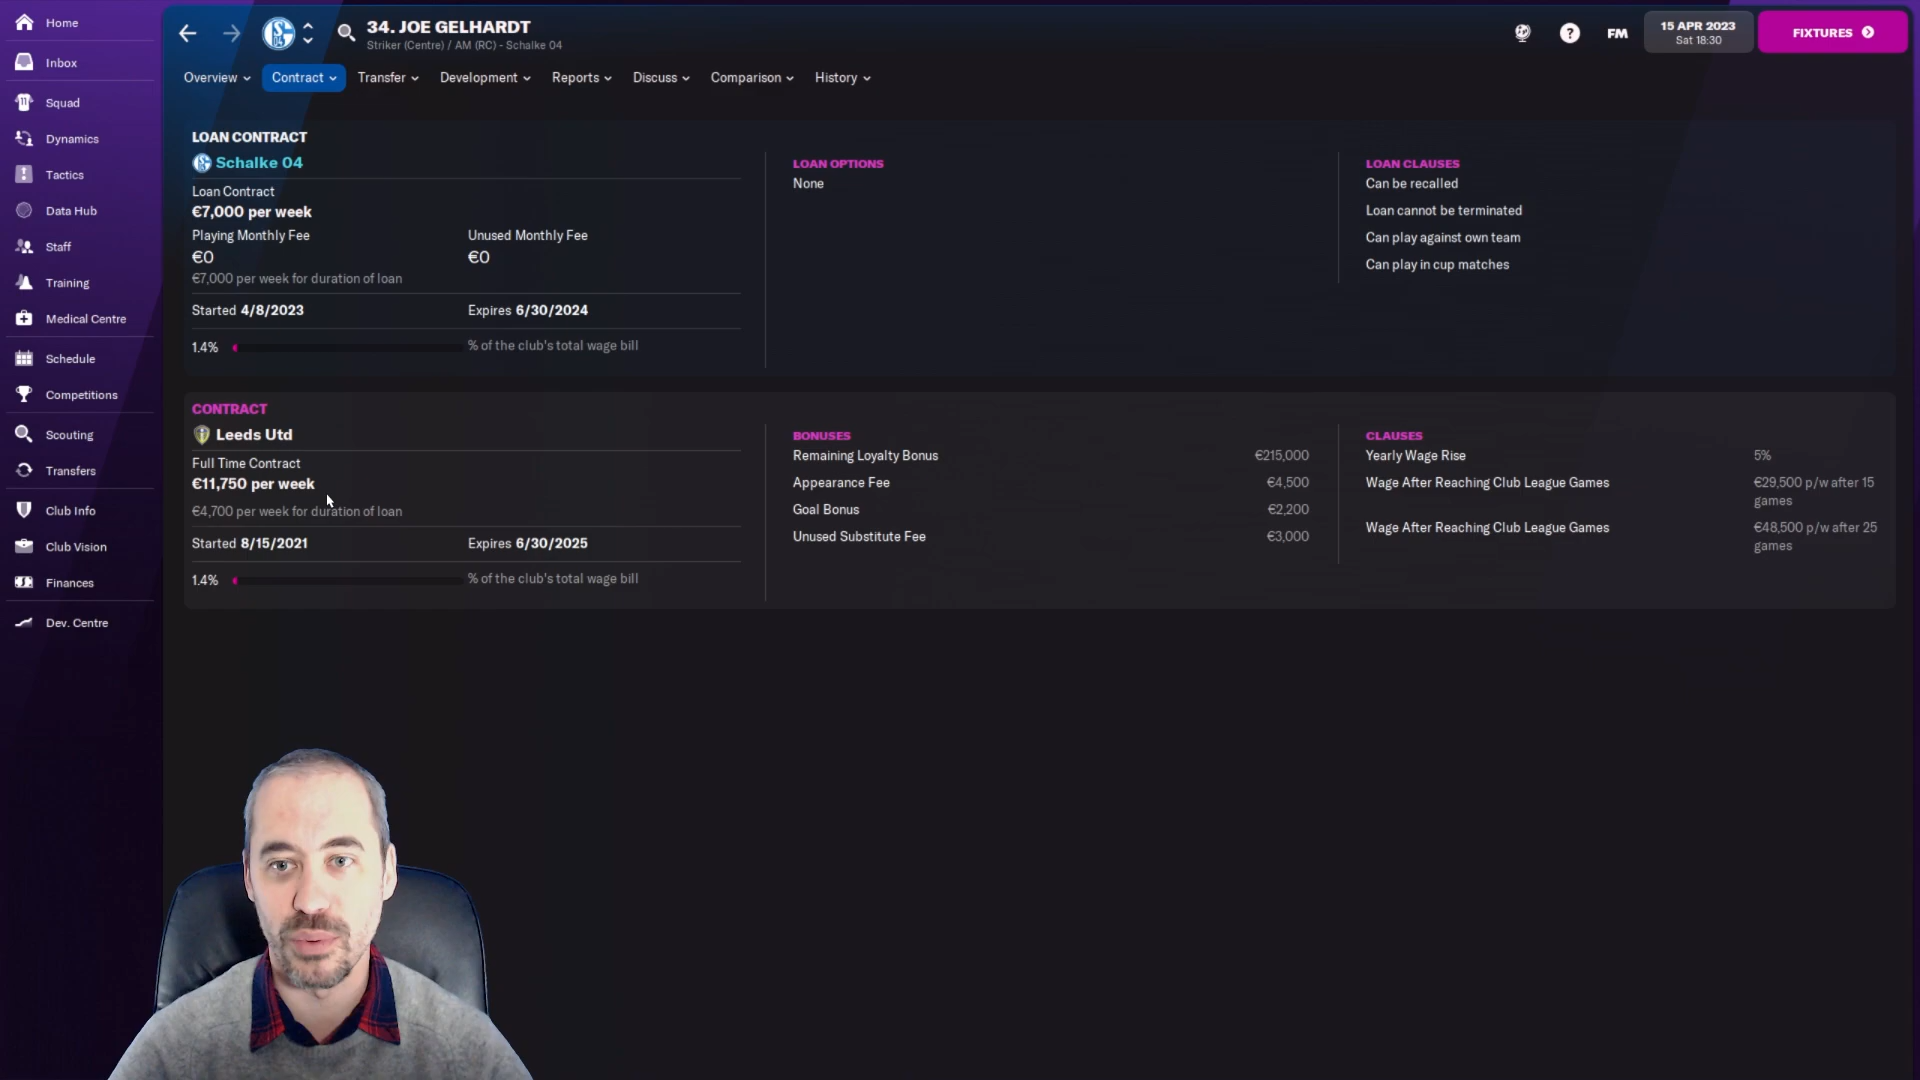 Home
Inbox
Squad
Dynamics
Tactics
Data Hub
Staff
Training
Medical Centre
Schedule
Competitions
Scouting
Transfers
Club Info
Club Vision
Finances
Dev. Centre
34. JOE GELHARDT
Striker (Centre) / AM (RC) - Schalke 04
FM
15 APR 2023
Sat 18:30
FIXTURES
Overview
Contract
Transfer
Development
Reports
Discuss
Comparison
History
LOAN CONTRACT
Schalke 04
Loan Contract
€7,000 per week
Playing Monthly Fee Unused Monthly Fee
€0 €0
€7,000 per week for duration of loan
Started 4/8/2023 Expires 6/30/2024
1.4% % of the club's total wage bill
LOAN OPTIONS
None
LOAN CLAUSES
Can be recalled
Loan cannot be terminated
Can play against own team
Can play in cup matches
CONTRACT
Leeds Utd
Full Time Contract
€11,750 per week
€4,700 per week for duration of loan
Started 8/15/2021 Expires 6/30/2025
1.4% % of the club's total wage bill
BONUSES
Remaining Loyalty Bonus €215,000
Appearance Fee €4,500
Goal Bonus €2,200
Unused Substitute Fee €3,000
CLAUSES
Yearly Wage Rise 5%
Wage After Reaching Club League Games €29,500 p/w after 15
games
Wage After Reaching Club League Games €48,500 p/w after 25
games